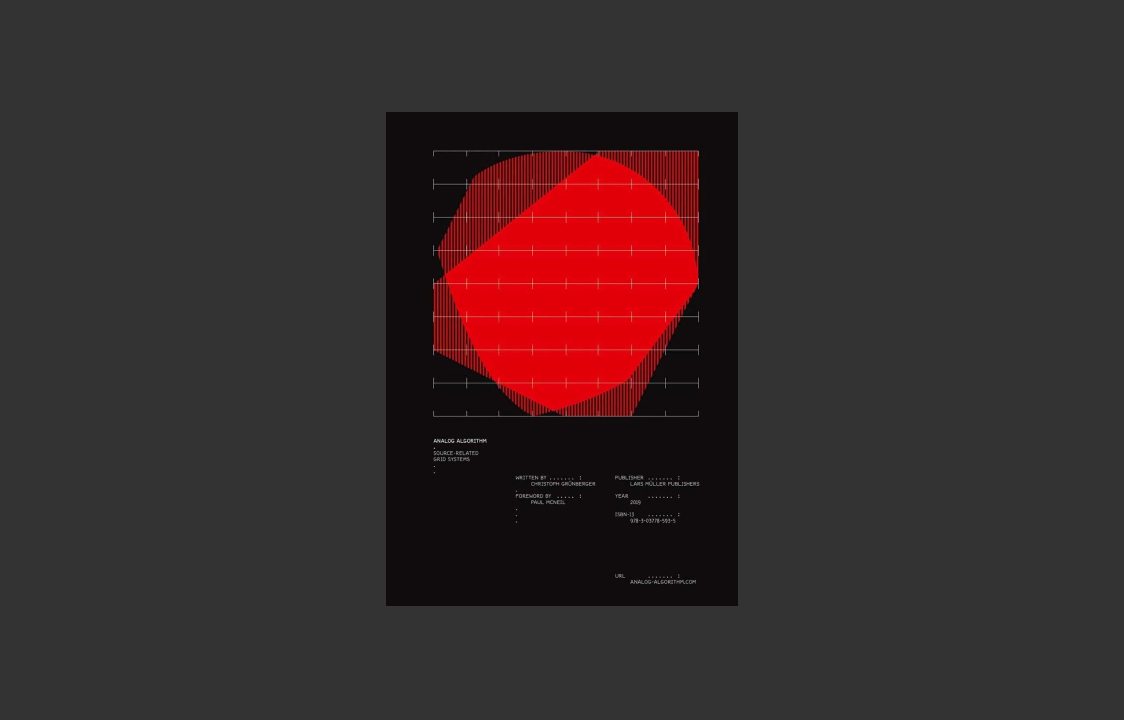 ANALOG ALGORITHM
.
SOURCE-RELATED
GRID SYSTEMS
.
.
WRITTEN BY ....... :
CHRISTOPH GRÜNBERGER
.
FOREWORD BY ..... :
PAUL MCNEIL
.
.
.
PUBLISHER ....... :
LARS MÜLLER PUBLISHERS
YEAR ....... :
2019
ISBN-13 ....... :
978-3-03778-593-5
URL ....... :
ANALOG-ALGORITHM.COM